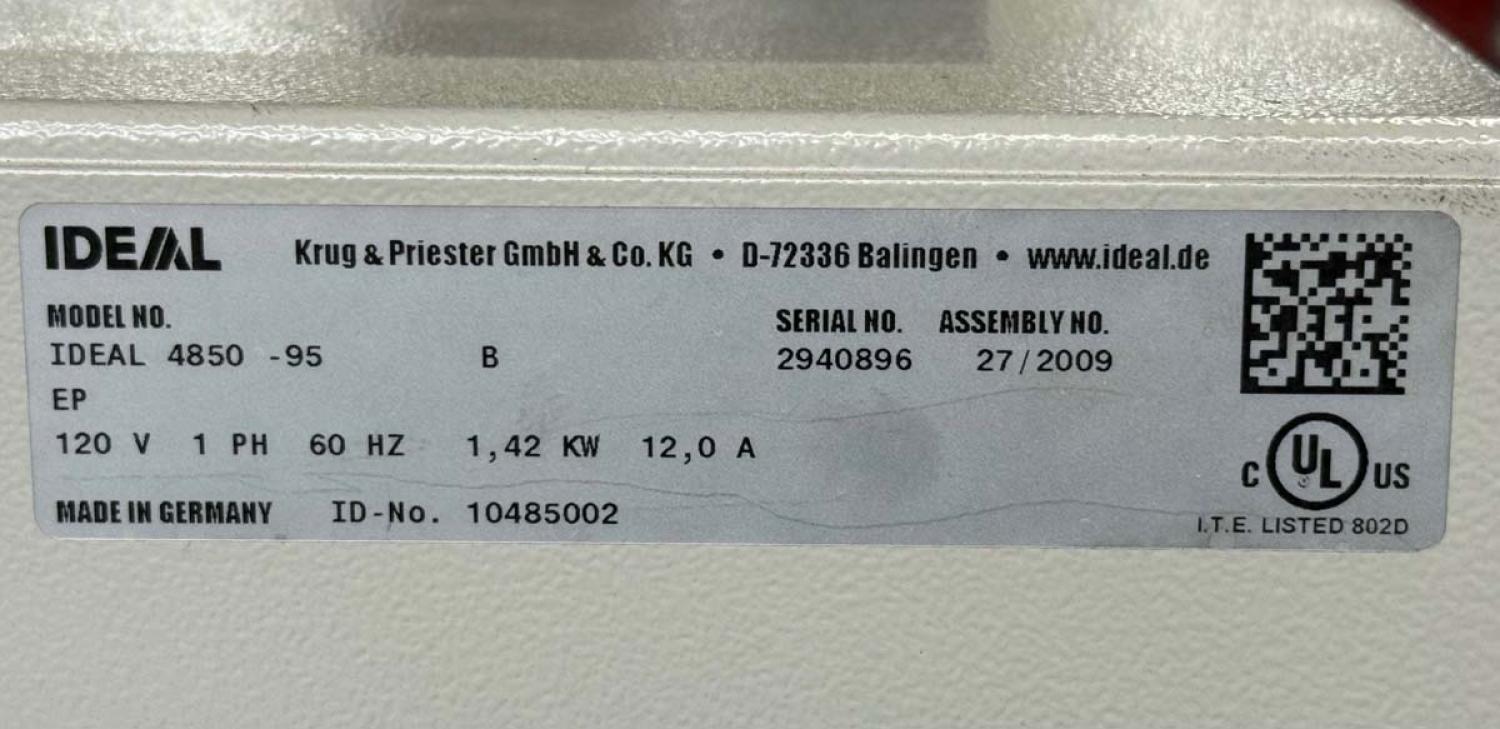 IDEAL Krug & Priester GmbH & Co. KG • D-72336 Balingen • www.ideal.de
MODEL NO. SERIAL NO. ASSEMBLY NO.
IDEAL 4850 -95 B 2940896 27/2009
EP
120 V 1 PH 60 HZ 1,42 KW 12,0 A
C UL US
MADE IN GERMANY ID-No. 10485002
I.T.E. LISTED 802D